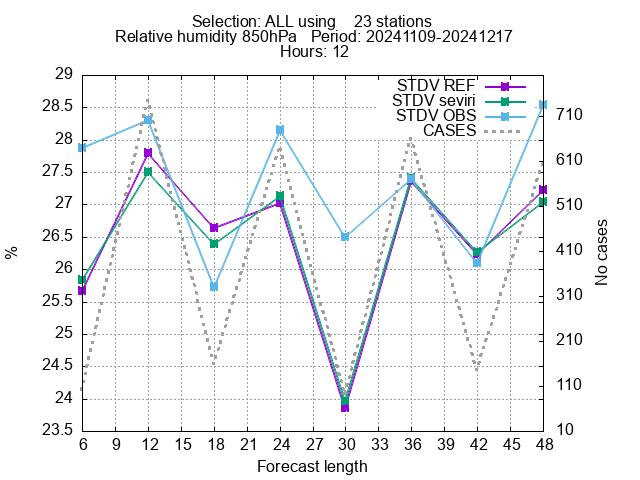 Selection: ALL using    23 stations
Relative humidity 850hPa   Period: 20241109-20241217
Hours: 12
STDV REF
STDV seviri
STDV OBS
CASES
29
28.5
28
27.5
27
26.5
26
25.5
25
24.5
24
23.5
%
710
610
510
410
310
210
110
10
No cases
6 9 12 15 18 21 24 27 30 33 36 39 42 45 48
Forecast length